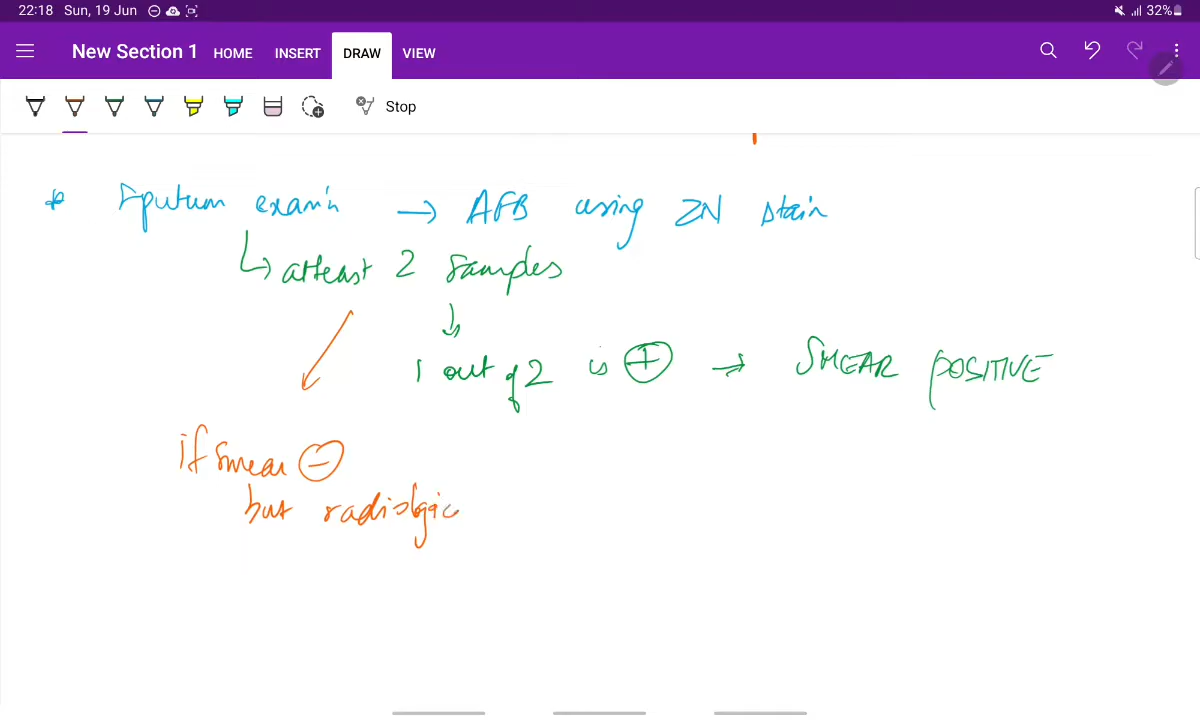 22:18 Sun, 19 Jun 32%
New Section 1 HOME INSERT DRAW VIEW
Stop
* Sputum exam'n → AFB using ZN stain
↳ atleast 2 samples
↓
1 out of 2 is ⊕ → SMEAR POSITIVE
if smear ⊖
but radiologic